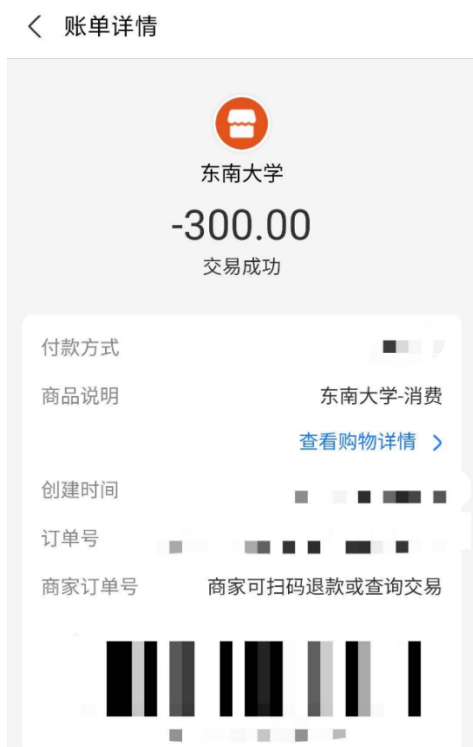 账单详情
东南大学
-300.00
交易成功
付款方式
商品说明 东南大学-消费
查看购物详情
创建时间
订单号
商家订单号 商家可扫码退款或查询交易